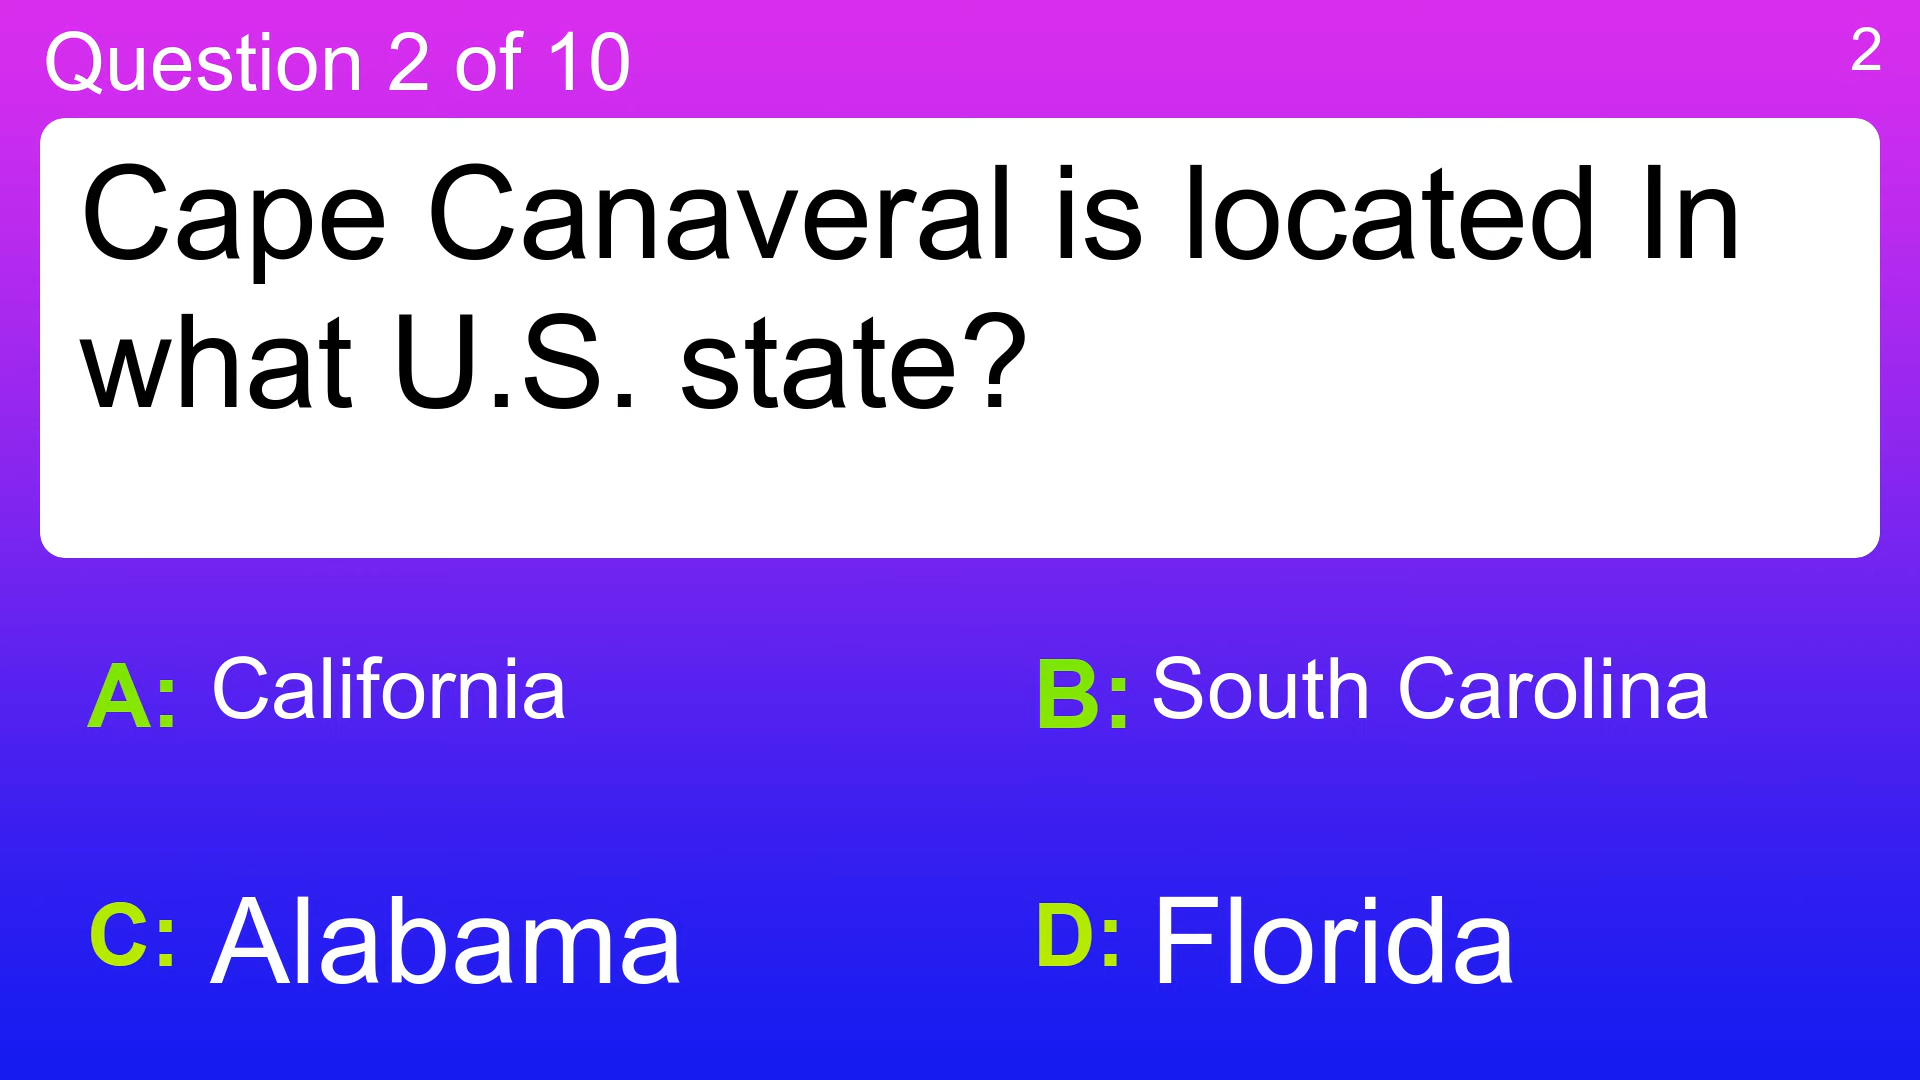 Question 2 of 10
2
Cape Canaveral is located In
what U.S. state?
A: California
B: South Carolina
C: Alabama
D: Florida